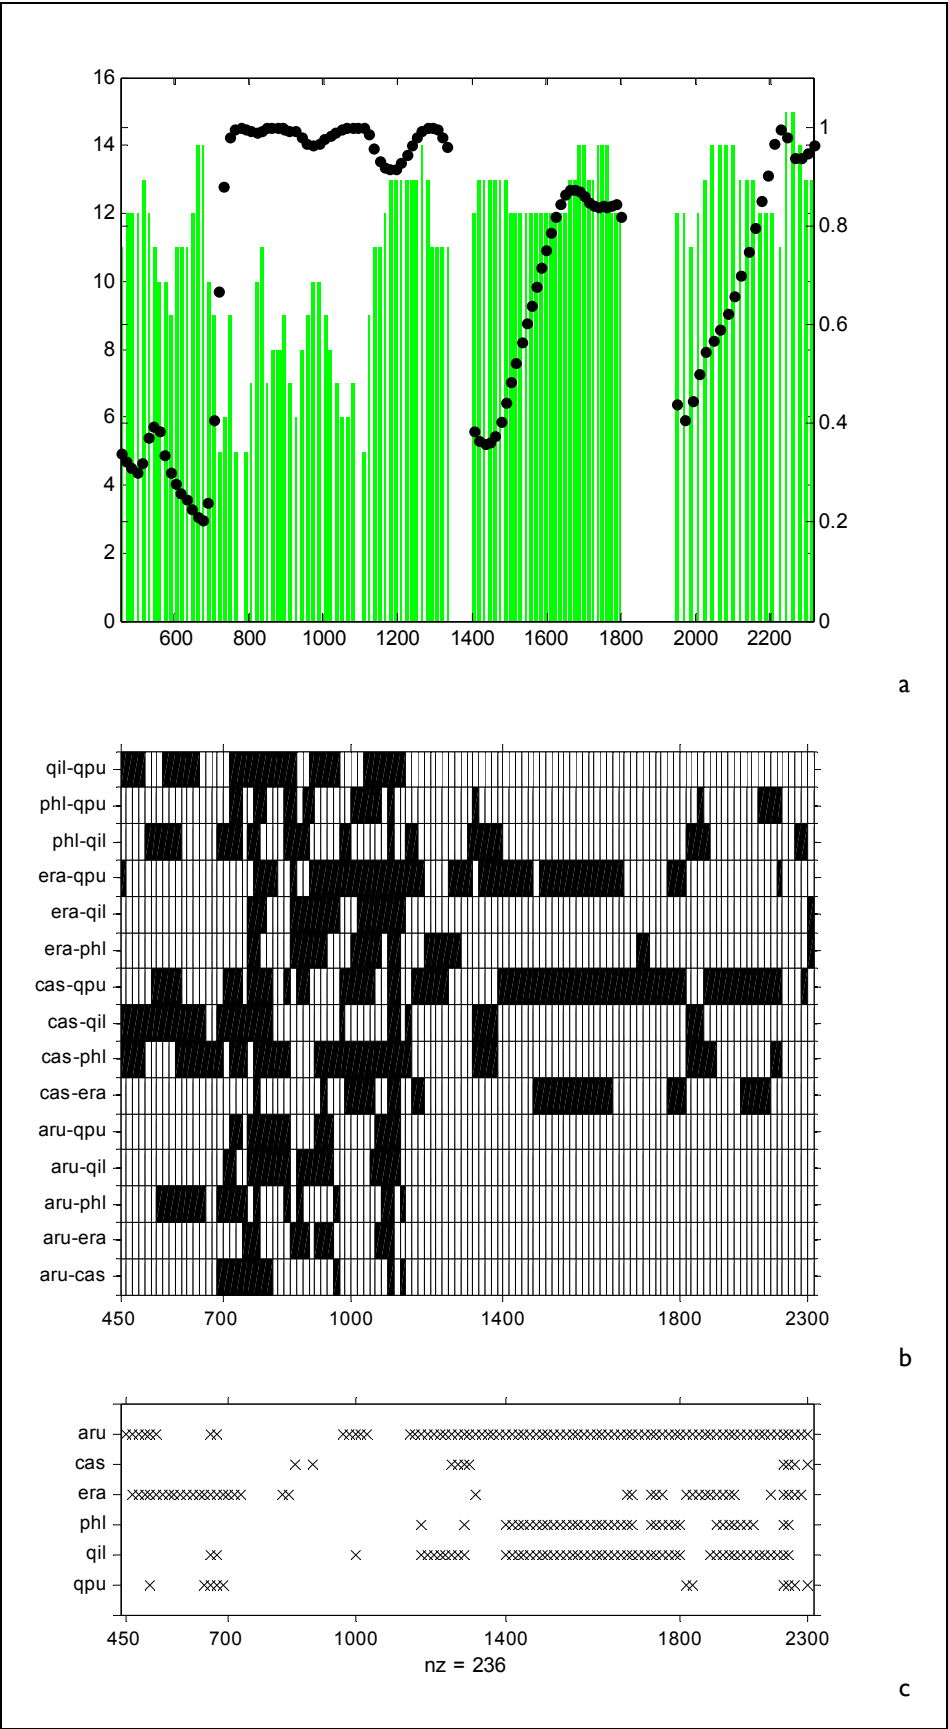 16
14
12
10
8
6
4
2
0
1
0.8
0.6
0.4
0.2
0
600 800 1000 1200 1400 1600 1800 2000 2200
a
qil-qpu
phl-qpu
phl-qil
era-qpu
era-qil
era-phl
cas-qpu
cas-qil
cas-phl
cas-era
aru-qpu
aru-qil
aru-phl
aru-era
aru-cas
450 700 1000 1400 1800 2300
b
aru
cas
era
phl
qil
qpu
450 700 1000 1400 1800 2300
nz = 236
c